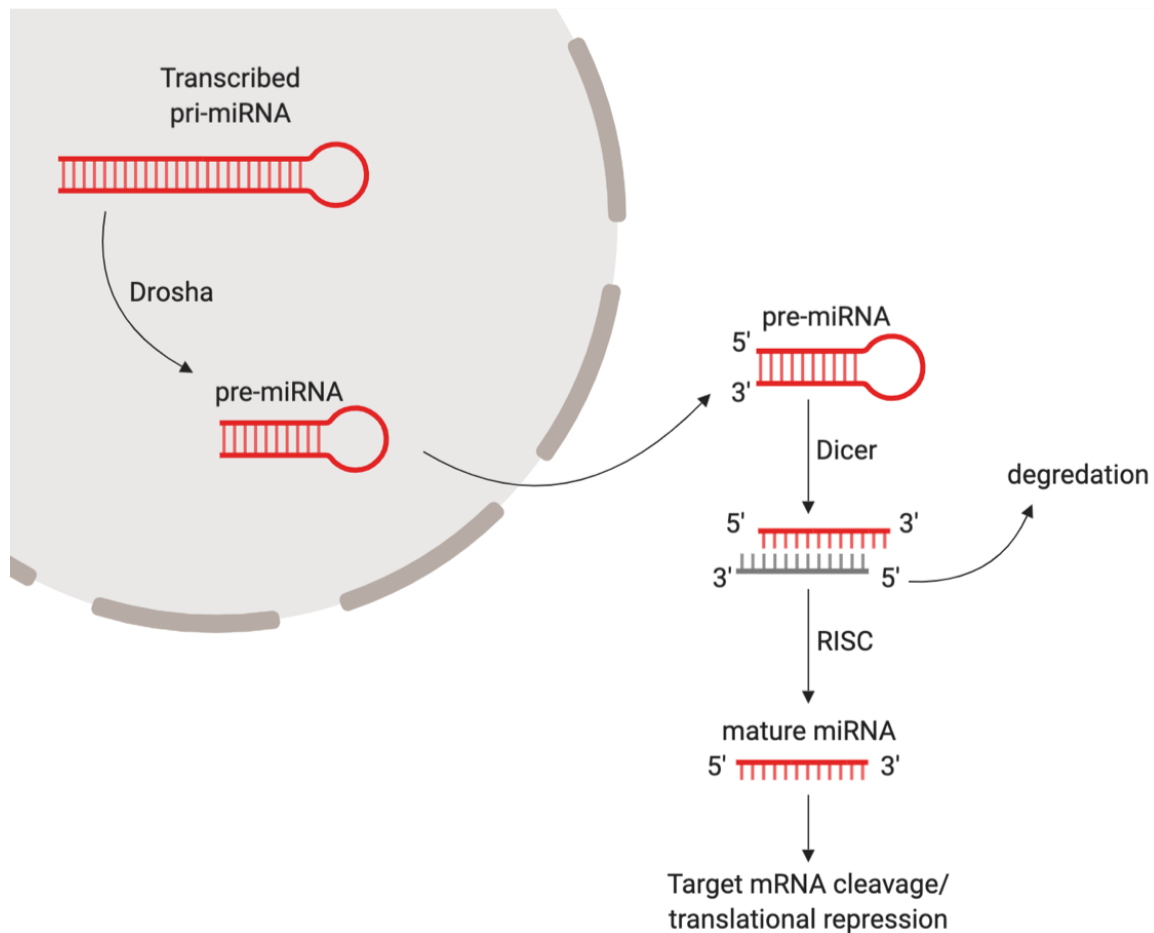 Transcribed
pri-miRNA
Drosha
pre-miRNA
pre-miRNA
5'
3'
Dicer
degredation
5' 3'
3' 5'
RISC
mature miRNA
5' 3'
Target mRNA cleavage/
translational repression